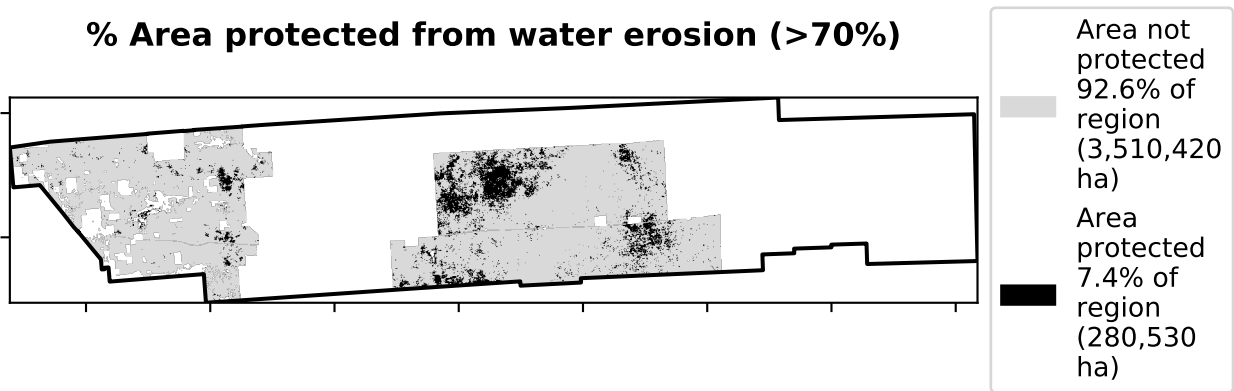 % Area protected from water erosion (>70%)
Area not
protected
92.6% of
region
(3,510,420
ha)
Area
protected
7.4% of
region
(280,530
ha)